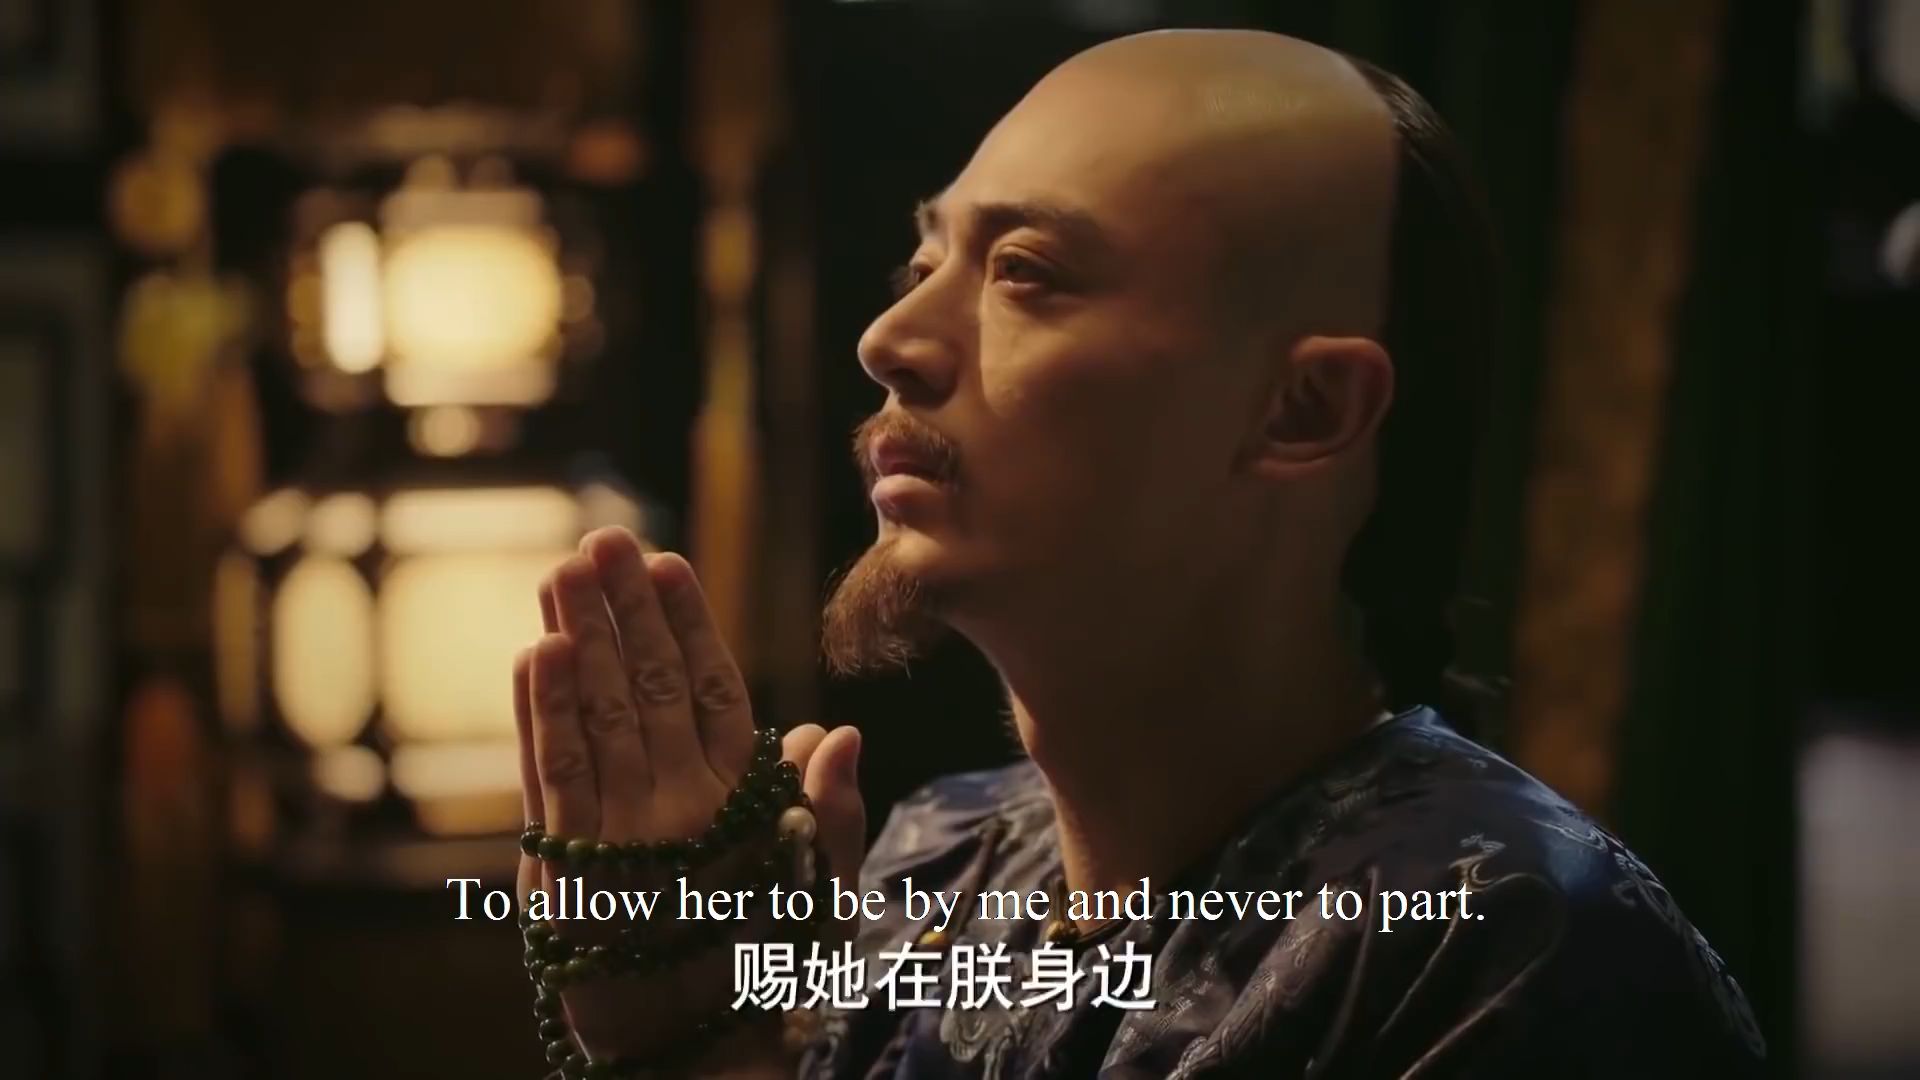 To allow her to be by me and never to part.
赐她在朕身边